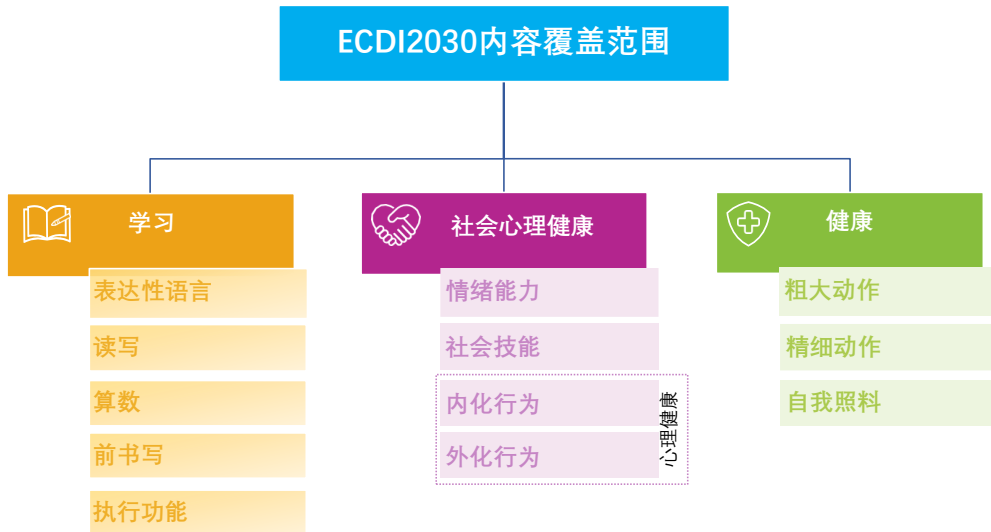 ECDI2030内容覆盖范围
学习
表达性语言
读写
算数
前书写
执行功能
社会心理健康
情绪能力
社会技能
内化行为
外化行为
心理健康
健康
粗大动作
精细动作
自我照料